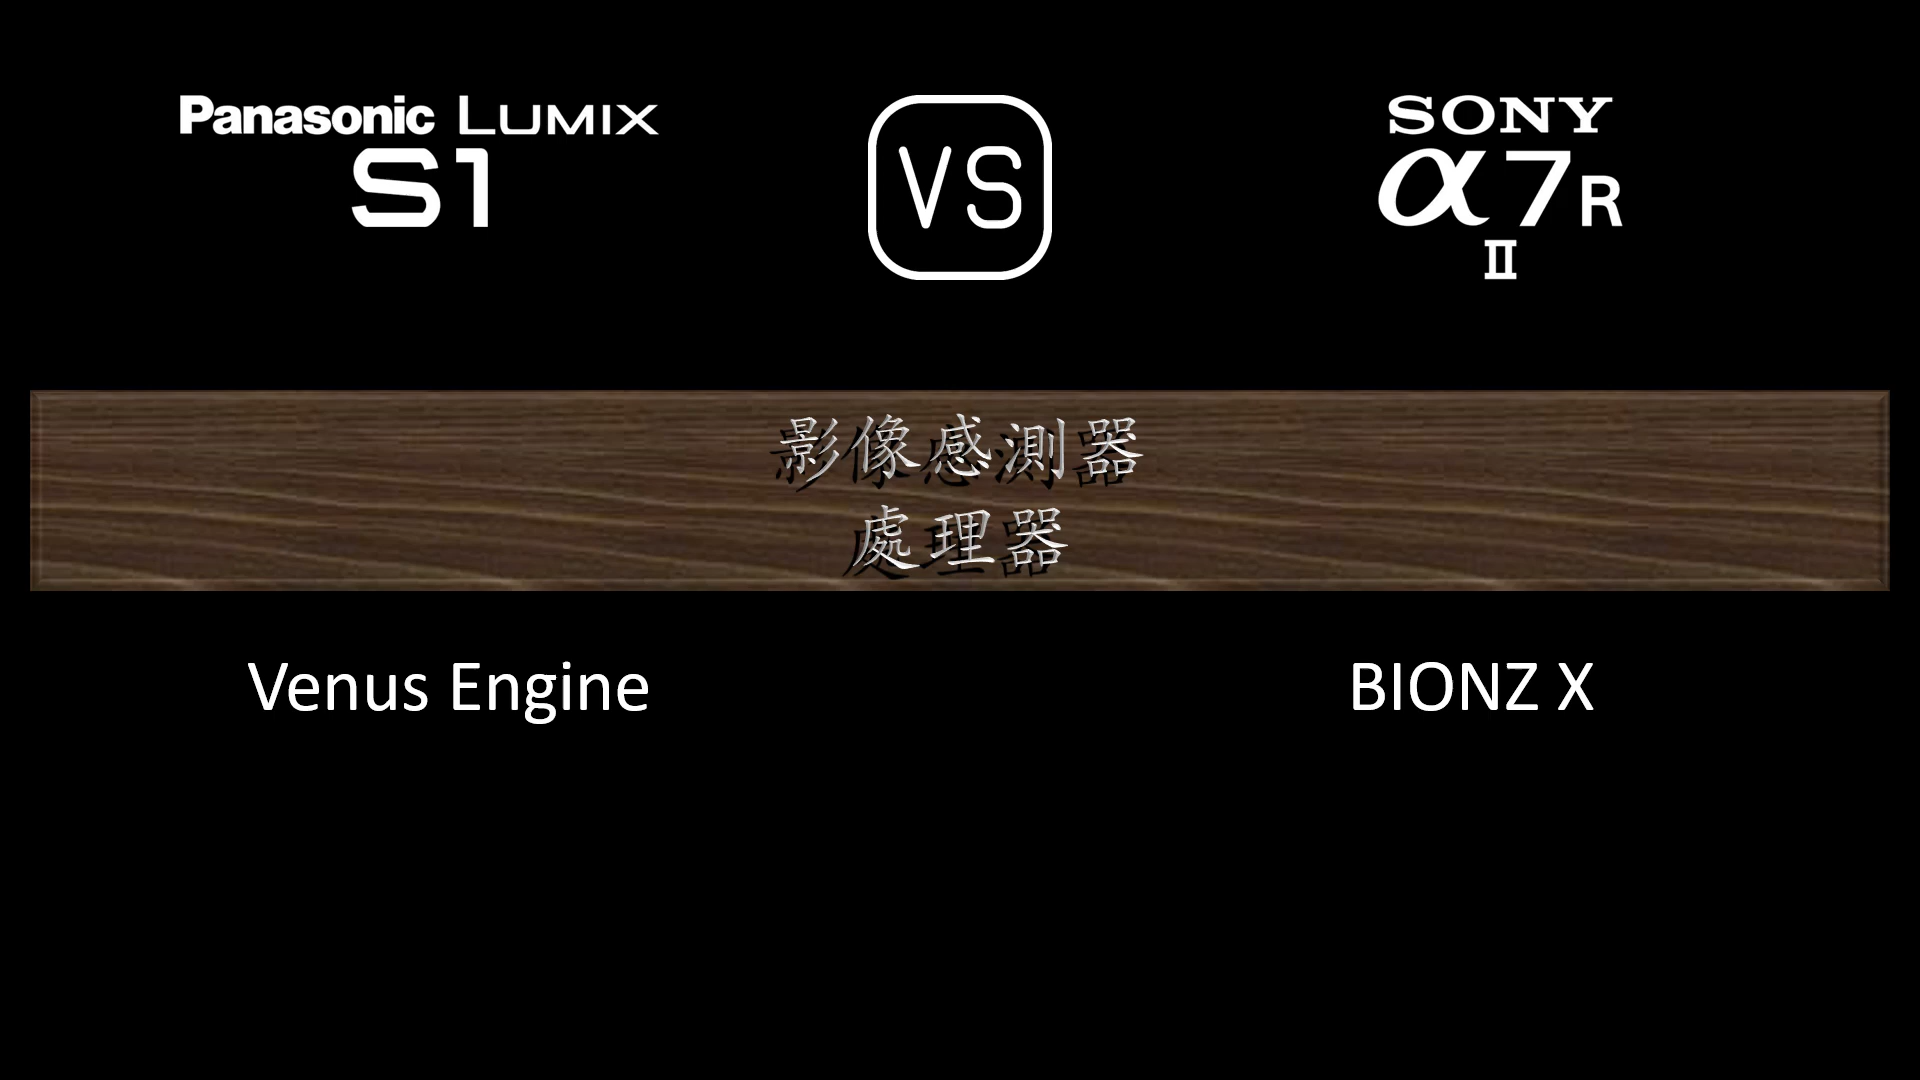 Panasonic LUMIX
S1
VS
SONY
α7R
II
影像感測器
處理器
Venus Engine
BIONZ X